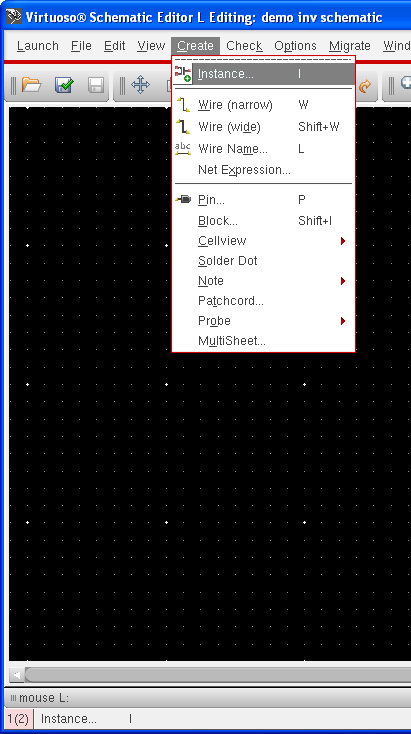 Virtuoso® Schematic Editor L Editing: demo inv schematic
Launch File Edit View Create Check Options Migrate Wind
Instance... I
Wire (narrow) W
Wire (wide) Shift+W
abc Wire Name... L
Net Expression...
Pin... P
Block... Shift+I
Cellview
Solder Dot
Note
Patchcord...
Probe
MultiSheet...
mouse L:
1(2) Instance... I